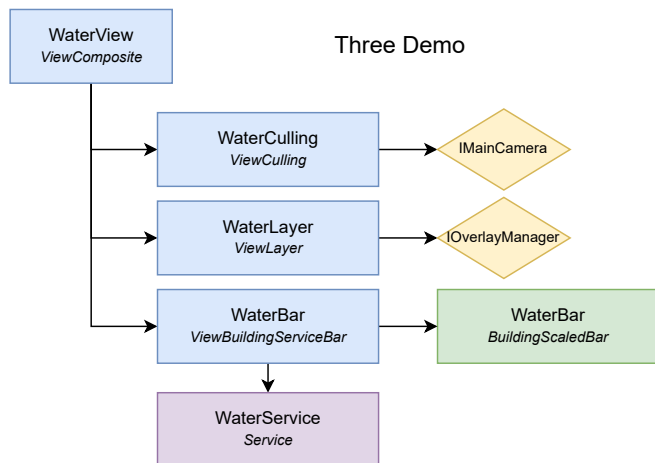 WaterView
ViewComposite
Three Demo
WaterCulling
ViewCulling
IMainCamera
WaterLayer
ViewLayer
IOverlayManager
WaterBar
ViewBuildingServiceBar
WaterBar
BuildingScaledBar
WaterService
Service